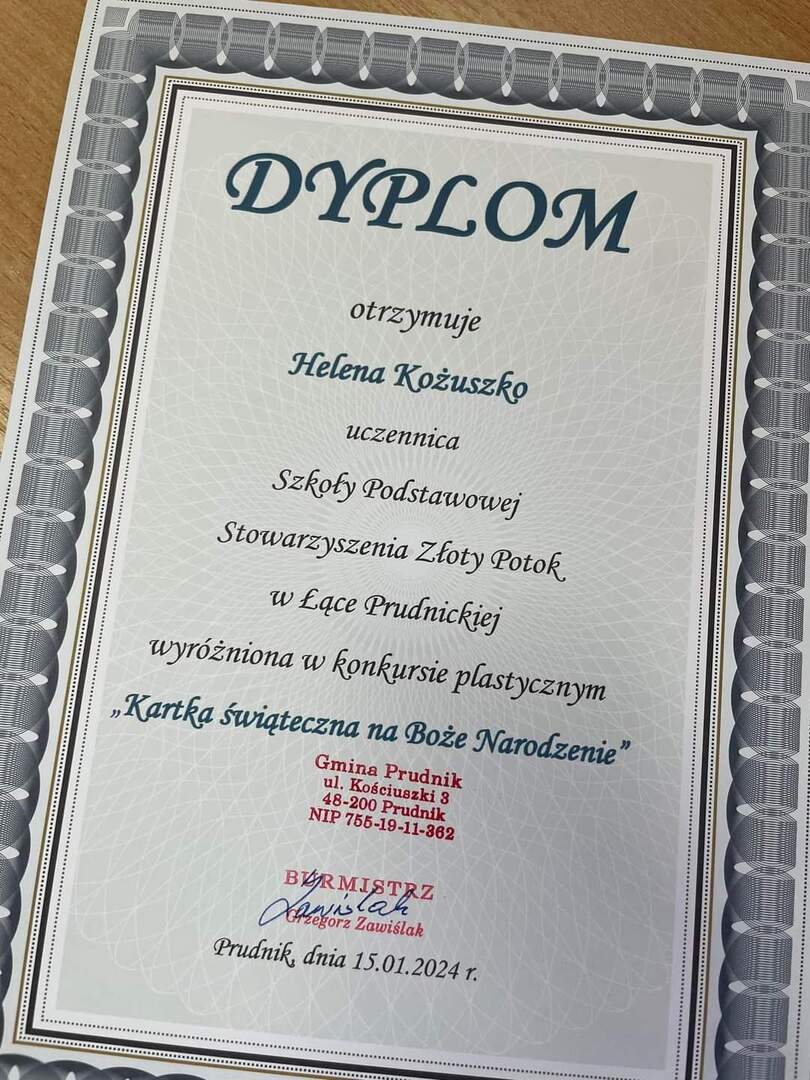 DYPLOM
otrzymuje
Helena Kożuszko
uczennica
Szkoły Podstawowej
Stowarzyszenia Złoty Potok
w Łące Prudnickiej
wyróżniona w konkursie plastycznym
„Kartka świąteczna na Boże Narodzenie”
Gmina Prudnik
ul. Kościuszki 3
48-200 Prudnik
NIP 755-19-11-362
BURMISTRZ
Zawiślak
Grzegorz Zawiślak
Prudnik, dnia 15.01.2024 r.